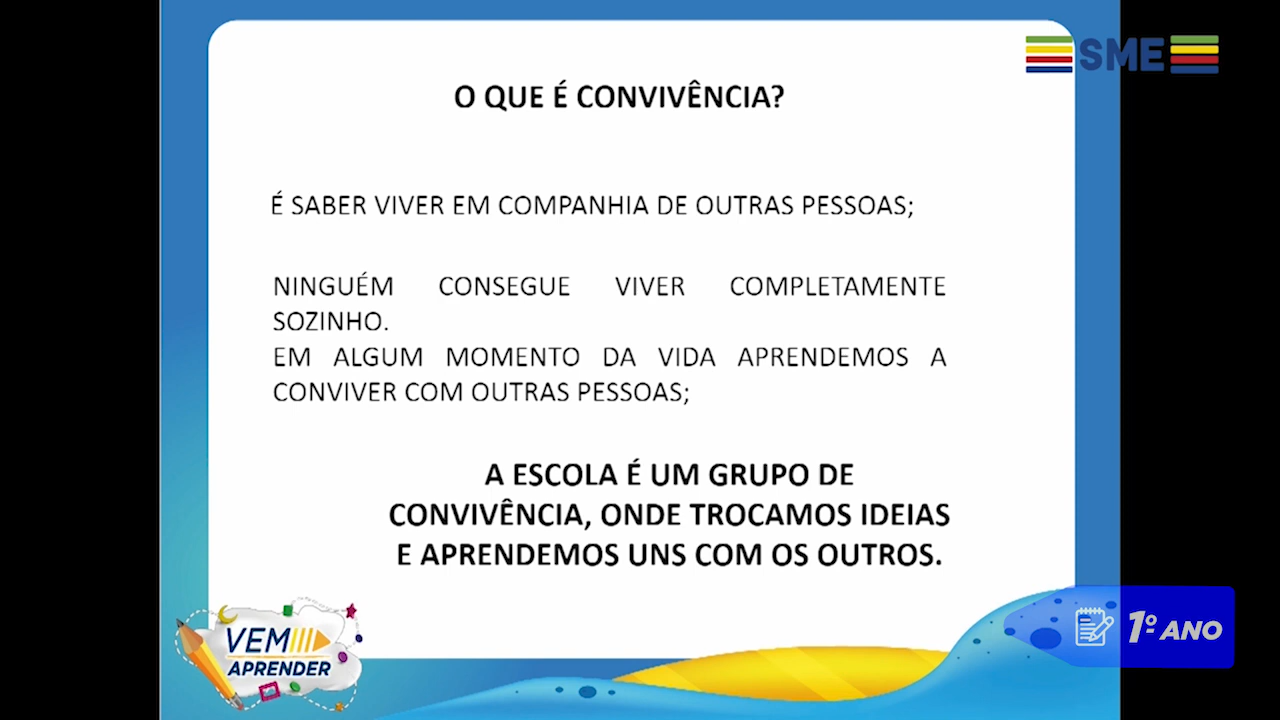 SME
O QUE É CONVIVÊNCIA?
É SABER VIVER EM COMPANHIA DE OUTRAS PESSOAS;
NINGUÉM CONSEGUE VIVER COMPLETAMENTE
SOZINHO.
EM ALGUM MOMENTO DA VIDA APRENDEMOS A
CONVIVER COM OUTRAS PESSOAS;
A ESCOLA É UM GRUPO DE
CONVIVÊNCIA, ONDE TROCAMOS IDEIAS
E APRENDEMOS UNS COM OS OUTROS.
VEM
APRENDER
1º ANO